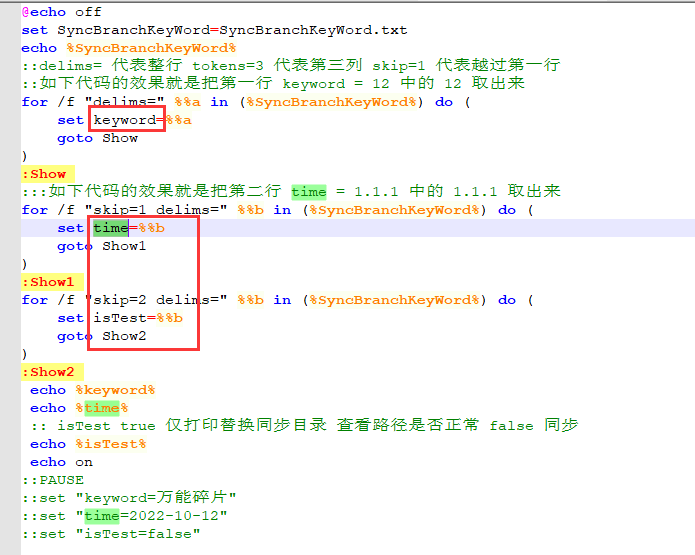 @echo off
set SyncBranchKeyWord=SyncBranchKeyWord.txt
echo %SyncBranchKeyWord%
::delims= 代表整行 tokens=3 代表第三列 skip=1 代表越过第一行
::如下代码的效果就是把第一行 keyword = 12 中的 12 取出来
for /f "delims=" %%a in (%SyncBranchKeyWord%) do (
    set keyword=%%a
    goto Show
)
:Show
:::如下代码的效果就是把第二行 time = 1.1.1 中的 1.1.1 取出来
for /f "skip=1 delims=" %%b in (%SyncBranchKeyWord%) do (
    set time=%%b
    goto Show1
)
:Show1
for /f "skip=2 delims=" %%b in (%SyncBranchKeyWord%) do (
    set isTest=%%b
    goto Show2
)
:Show2
 echo %keyword%
 echo %time%
 :: isTest true 仅打印替换同步目录 查看路径是否正常 false 同步
 echo %isTest%
 echo on
::PAUSE
::set "keyword=万能碎片"
::set "time=2022-10-12"
::set "isTest=false"